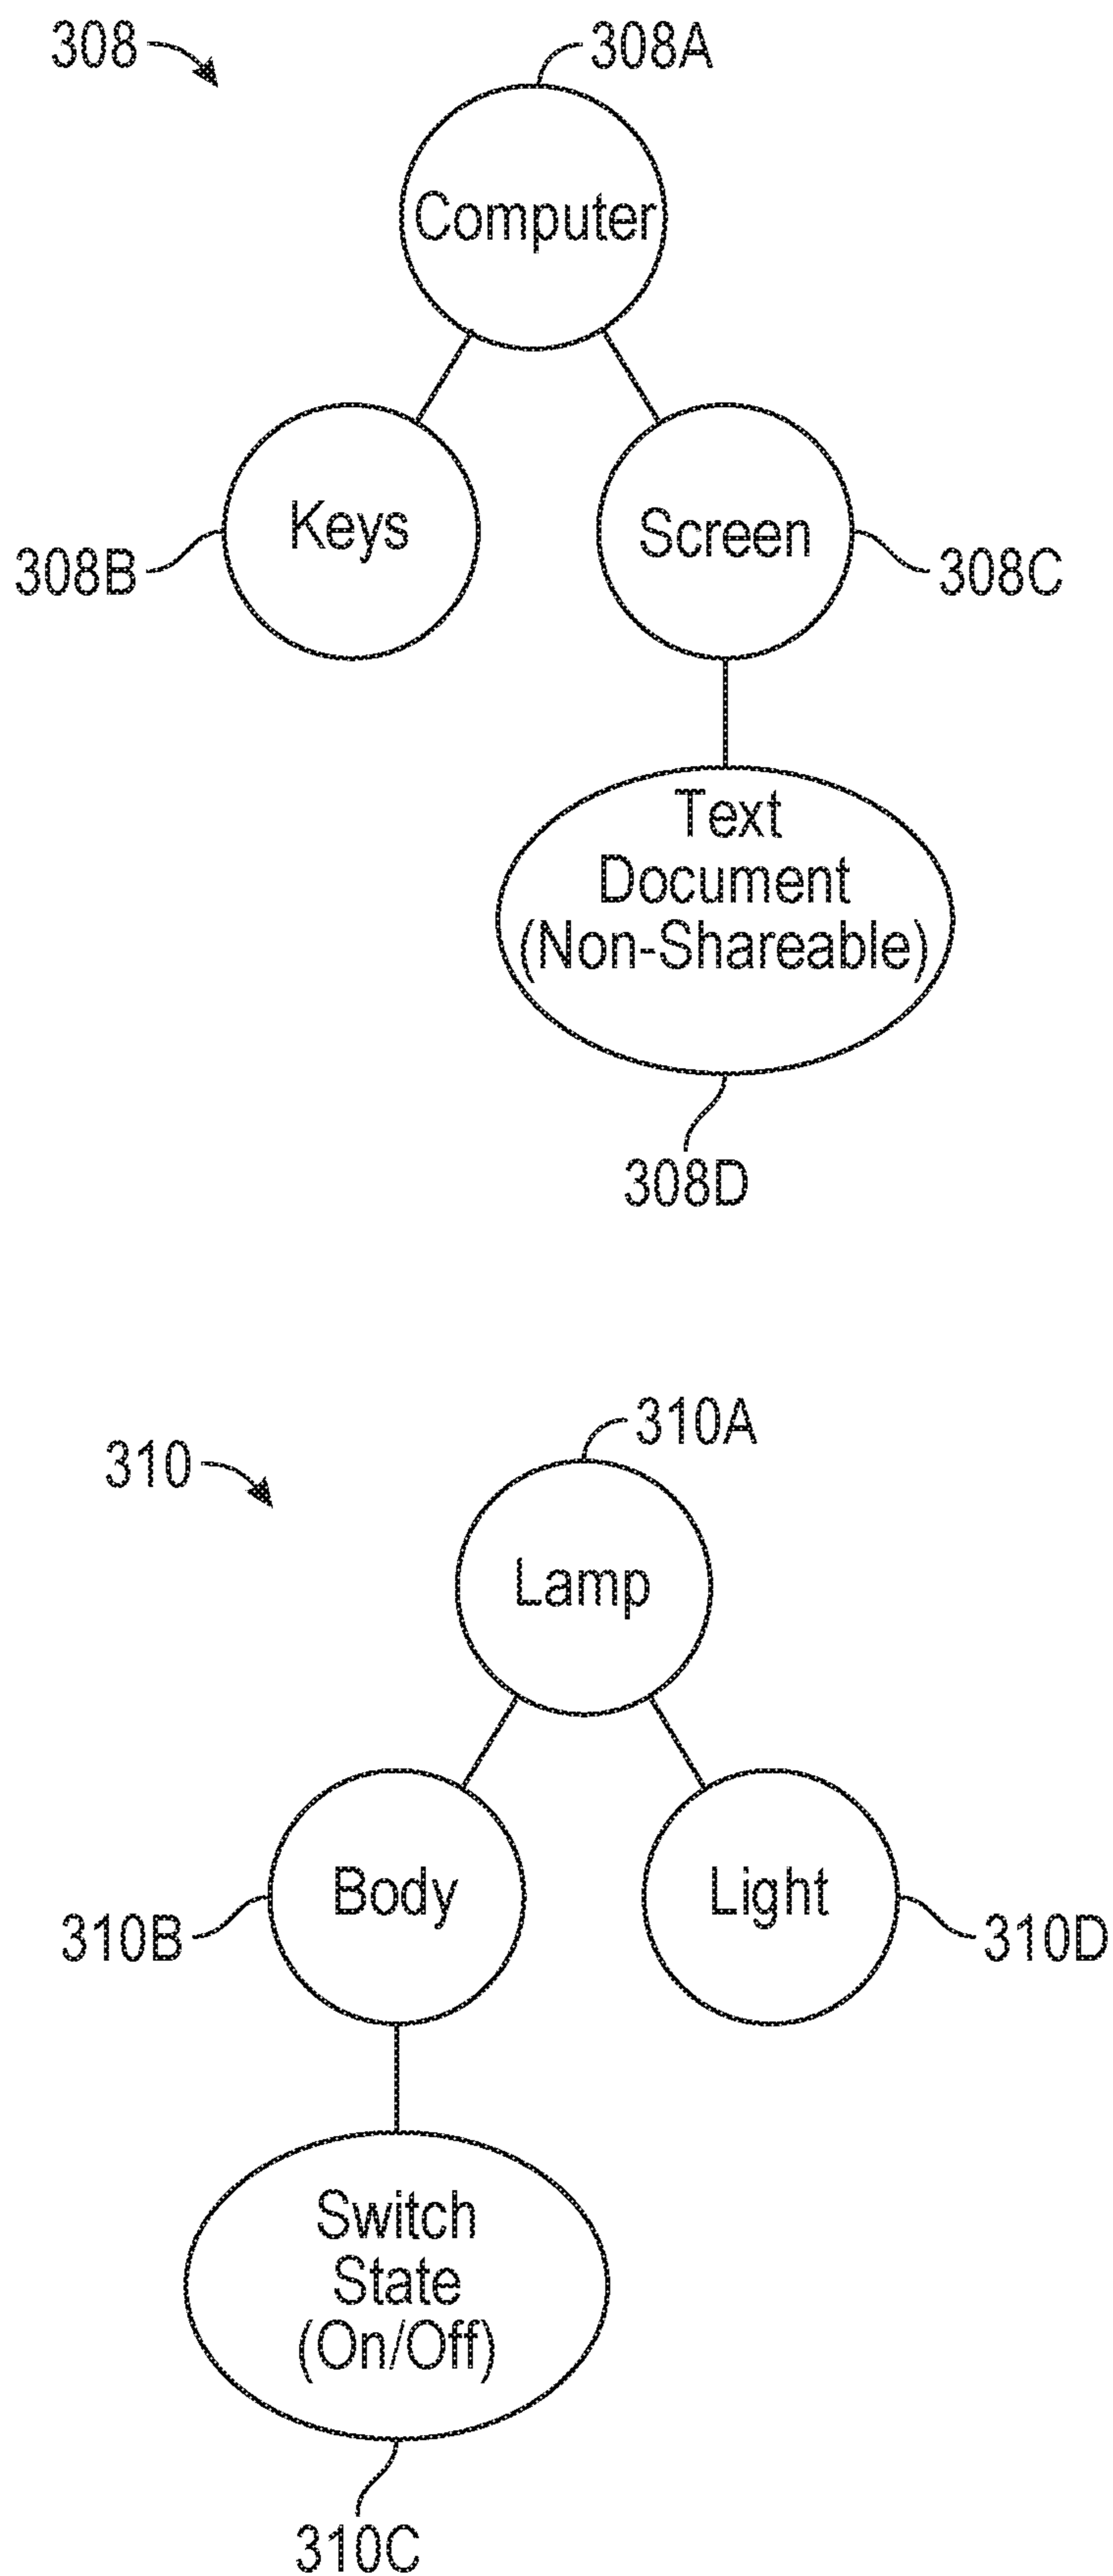 308
308A
Computer
Keys
Screen
308B
308C
Text
Document
(Non-Shareable)
308D
310A
310
Lamp
Body
Light
310B
310D
Switch
State
(On/Off)
310C